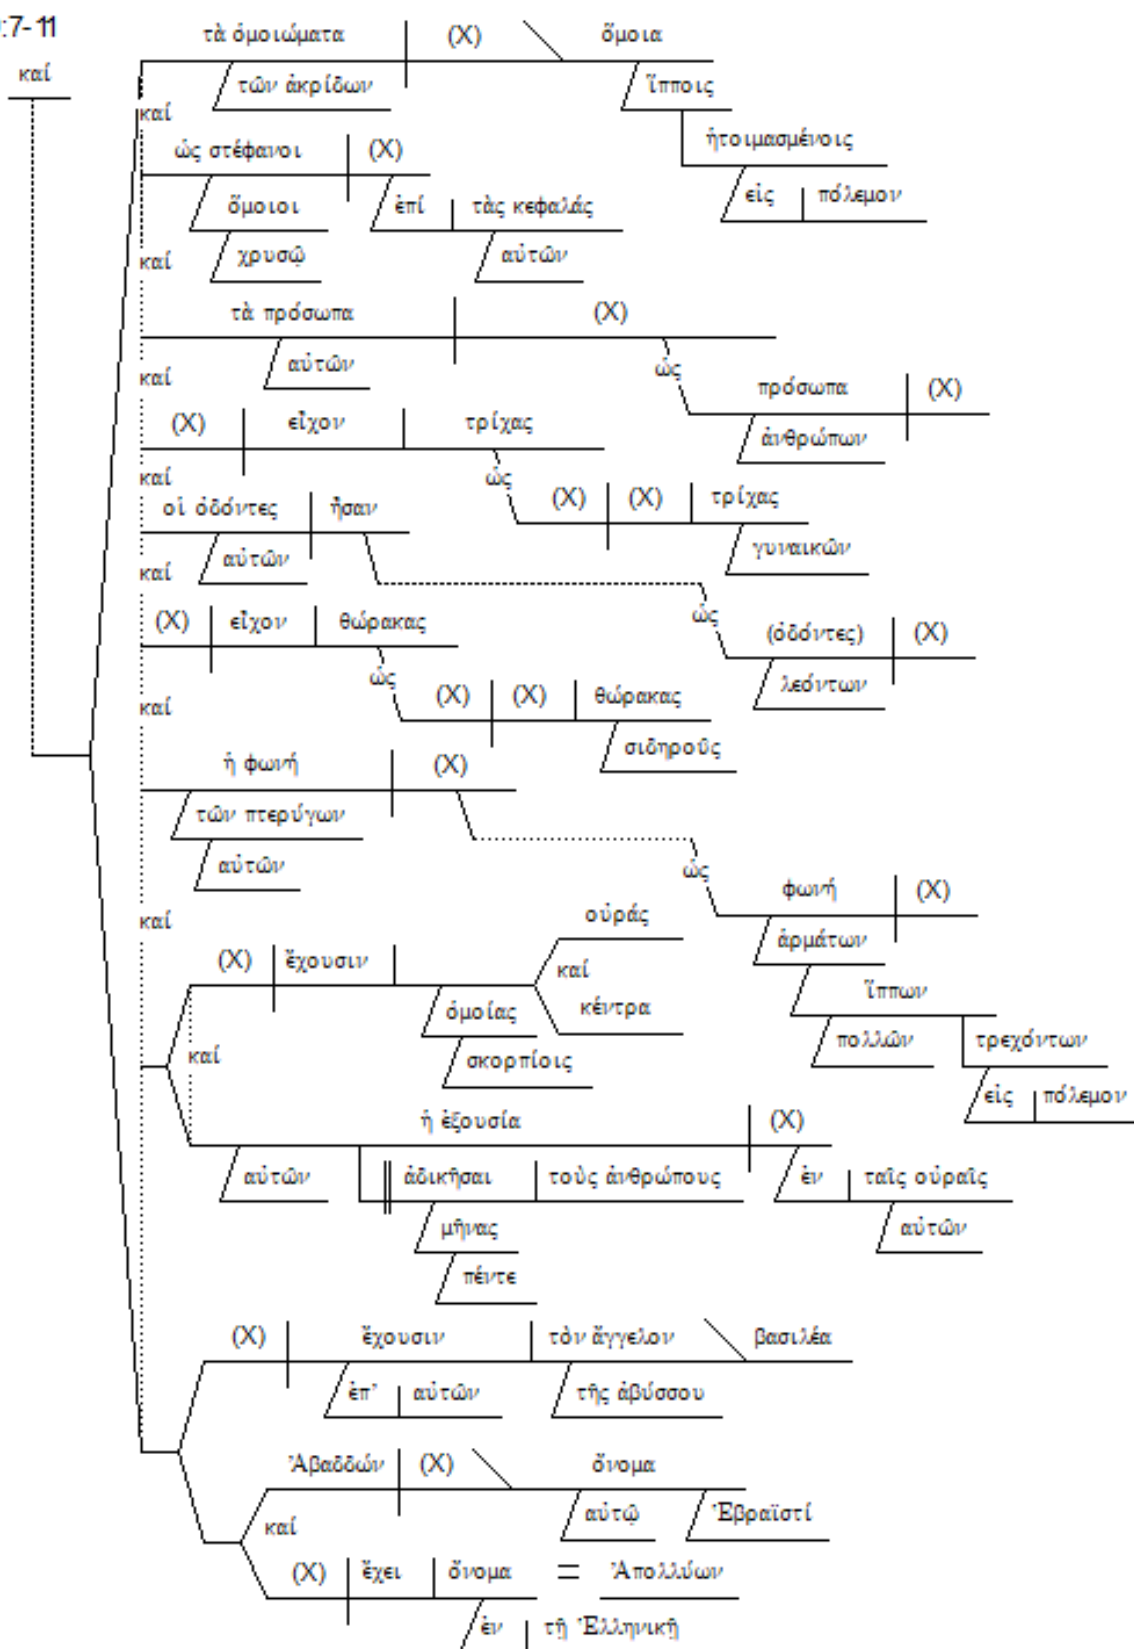 :7-11
τὰ ὁμοιώματα (X) ὅμοια
καί
τῶν ἀκρίδων ἵπποις
καί
ὡς στέφανοι (X) ἡτοιμασμένοις
ὅμοιοι ἐπί τὰς κεφαλάς εἰς πόλεμον
καί χρυσῷ αὐτῶν
τὰ πρόσωπα (X)
αὐτῶν ὡς
καί πρόσωπα (X)
(X) εἶχον τρίχας ἀνθρώπων
καί ὡς
οἱ ὀδόντες ἦσαν (X) (X) τρίχας
αὐτῶν γυναικῶν
καί
(X) εἶχον θώρακας ὡς (ὀδόντες) (X)
ὡς λεόντων
καί (X) (X) θώρακας
σιδηροῦς
ἡ φωνή (X)
τῶν πτερύγων
αὐτῶν ὡς
φωνή (X)
καί οὐράς
ἁρμάτων
(X) ἔχουσιν καί
ὁμοίας κέντρα ἵππων
καί σκορπίοις πολλῶν τρεχόντων
εἰς πόλεμον
ἡ ἐξουσία (X)
αὐτῶν ἀδικῆσαι τοὺς ἀνθρώπους ἐν ταῖς οὐραῖς
μῆνας αὐτῶν
πέντε
(X) ἔχουσιν τὸν ἄγγελον βασιλέα
ἐπ' αὐτῶν τῆς ἀβύσσου
Ἀβαδδών (X) ὄνομα
καί αὐτῷ Ἑβραϊστί
(X) ἔχει ὄνομα = Ἀπολλύων
ἐν τῇ Ἑλληνικῇ